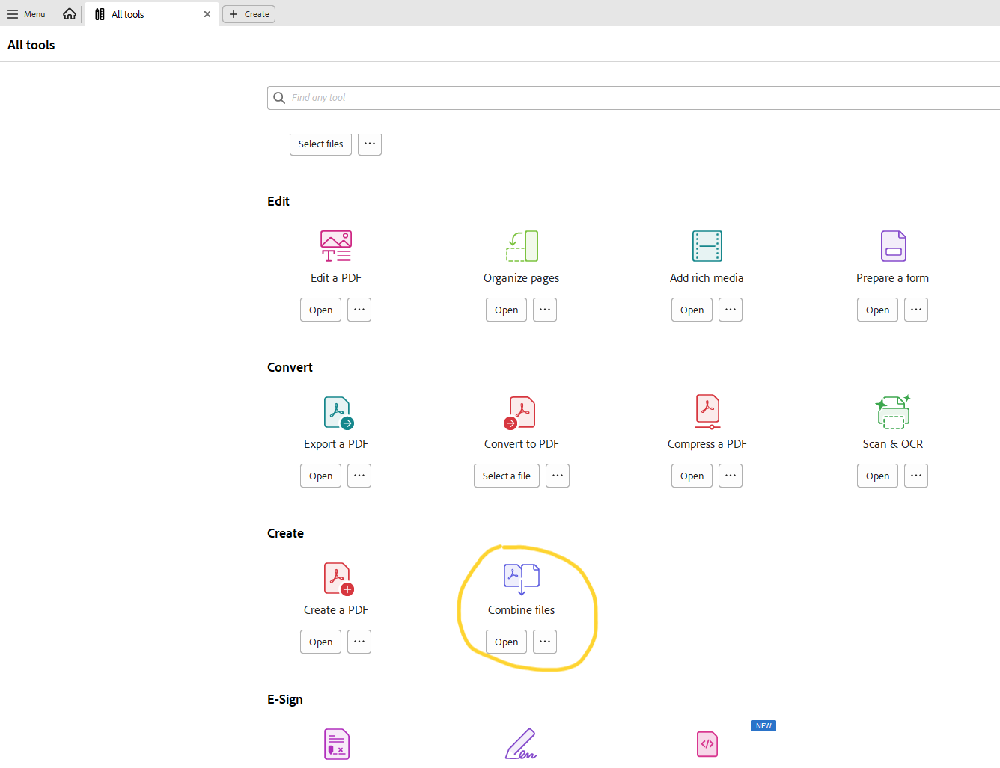 Menu
All tools
Create
All tools
Find any tool
Select files ...
Edit
Edit a PDF Organize pages Add rich media Prepare a form
Open ... Open ... Open ... Open ...
Convert
Export a PDF Convert to PDF Compress a PDF Scan & OCR
Open ... Select a file ... Open ... Open ...
Create
Create a PDF Combine files
Open ... Open ...
E-Sign
NEW